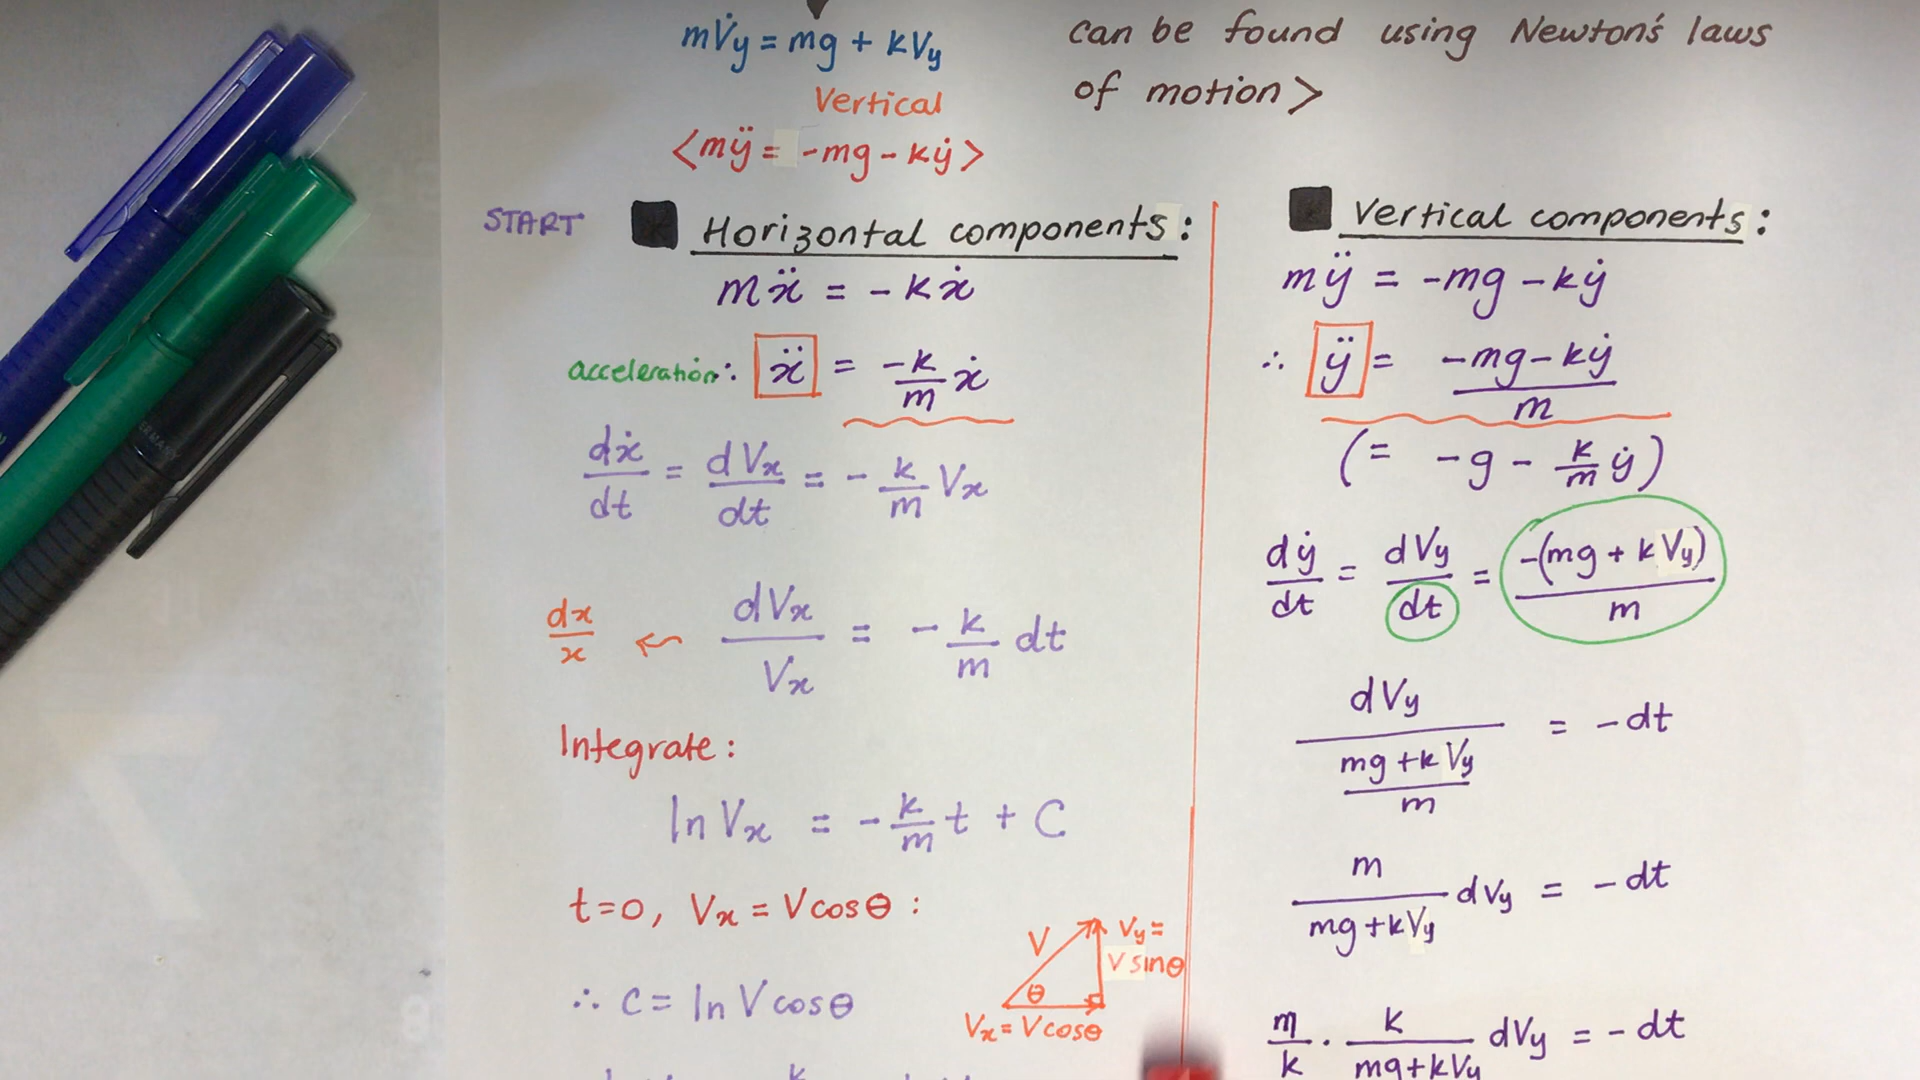 mV̇y = mg + kVy
Vertical
<mÿ = -mg - kẏ>
can be found using Newton's laws
of motion>
START
Horizontal components:
mẍ = -kẋ
acceleration: ẍ = -k/m ẋ
dẋ/dt = dVx/dt = - k/m Vx
dx/x ← dVx/Vx = - k/m dt
Integrate:
ln Vx = - k/m t + C
t=0, Vx = Vcosθ :
∴ C = ln Vcosθ
V
θ
Vy =
V sinθ
Vx = Vcosθ
Vertical components:
mÿ = -mg - kẏ
∴ ÿ = -mg - kẏ / m
(= -g - k/m ẏ)
dẏ/dt = dVy/dt = -(mg + kVy) / m
dVy / ((mg + kVy)/m) = - dt
m/(mg + kVy) dVy = - dt
m/k · k/(mg + kVy) dVy = - dt